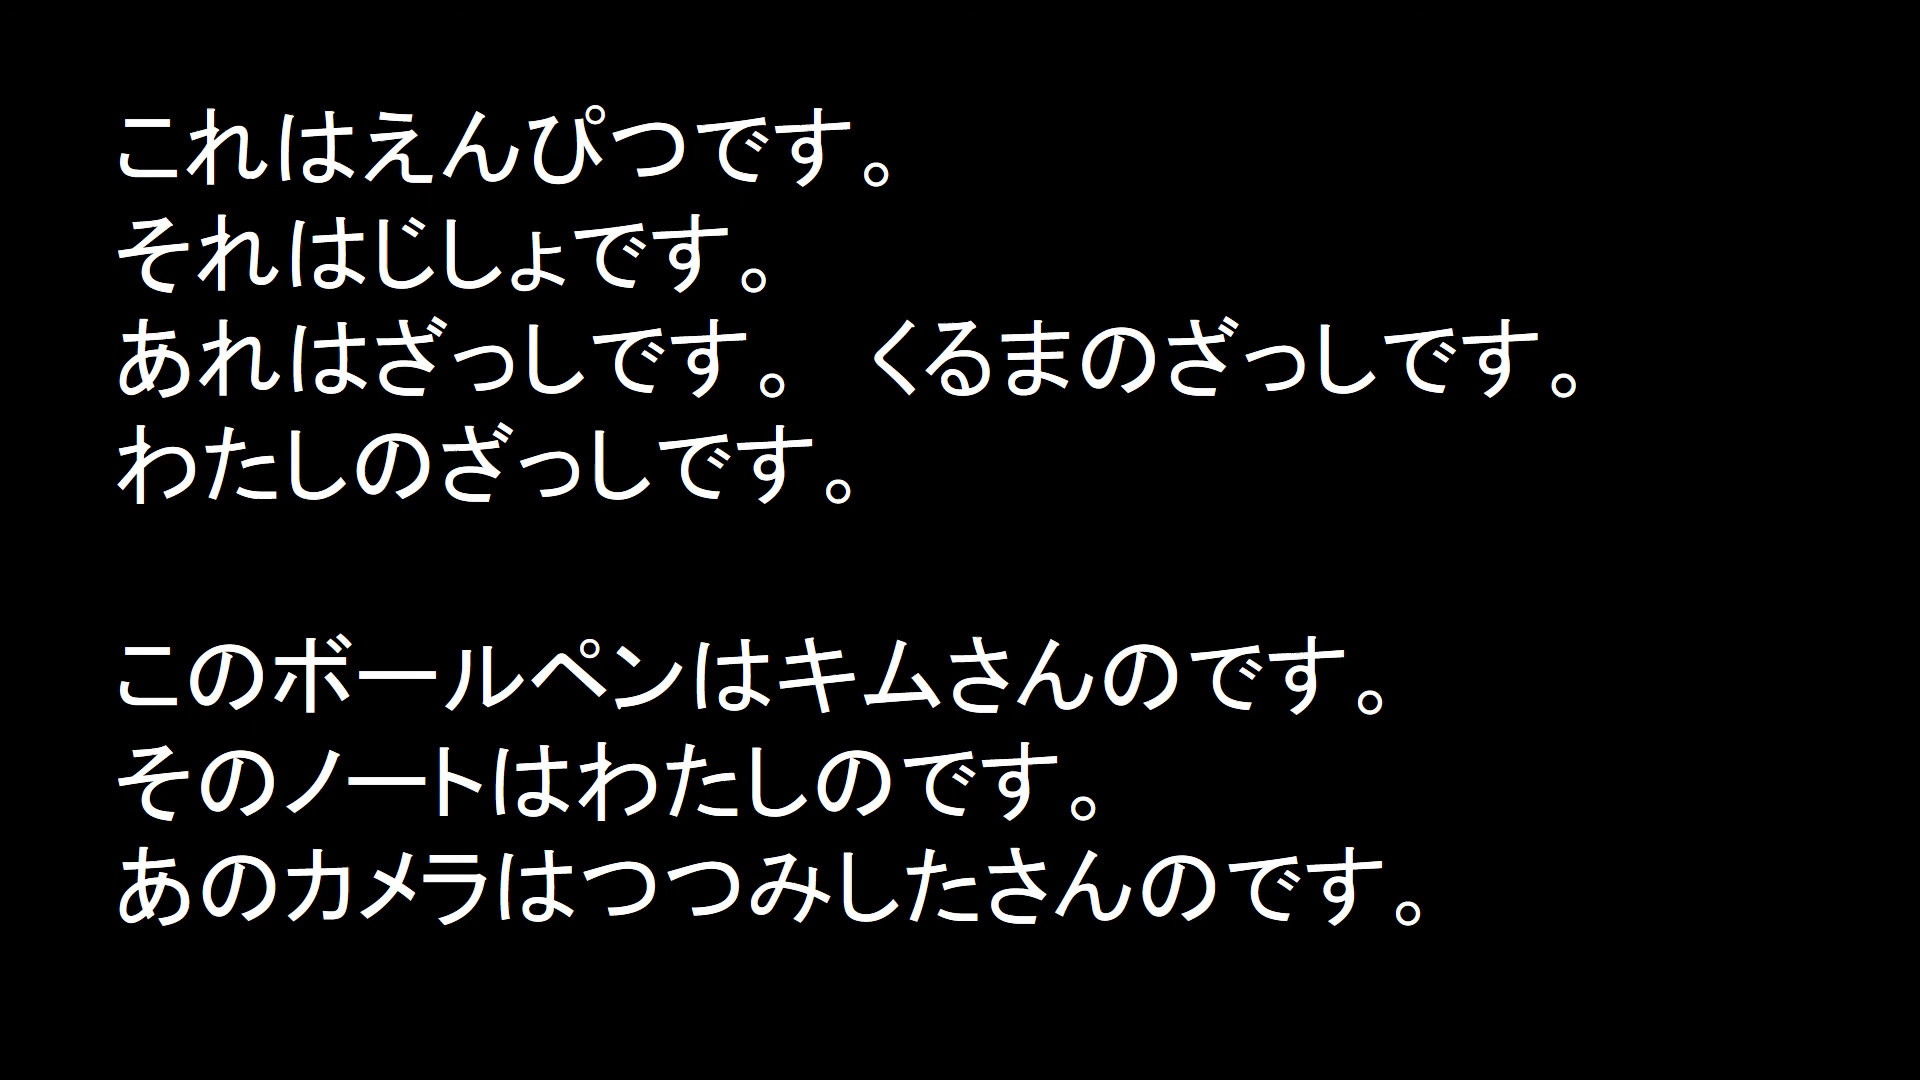 これはえんぴつです。
それはじしょです。
あれはざっしです。　くるまのざっしです。
わたしのざっしです。
このボールペンはキムさんのです。
そのノートはわたしのです。
あのカメラはつつみしたさんのです。